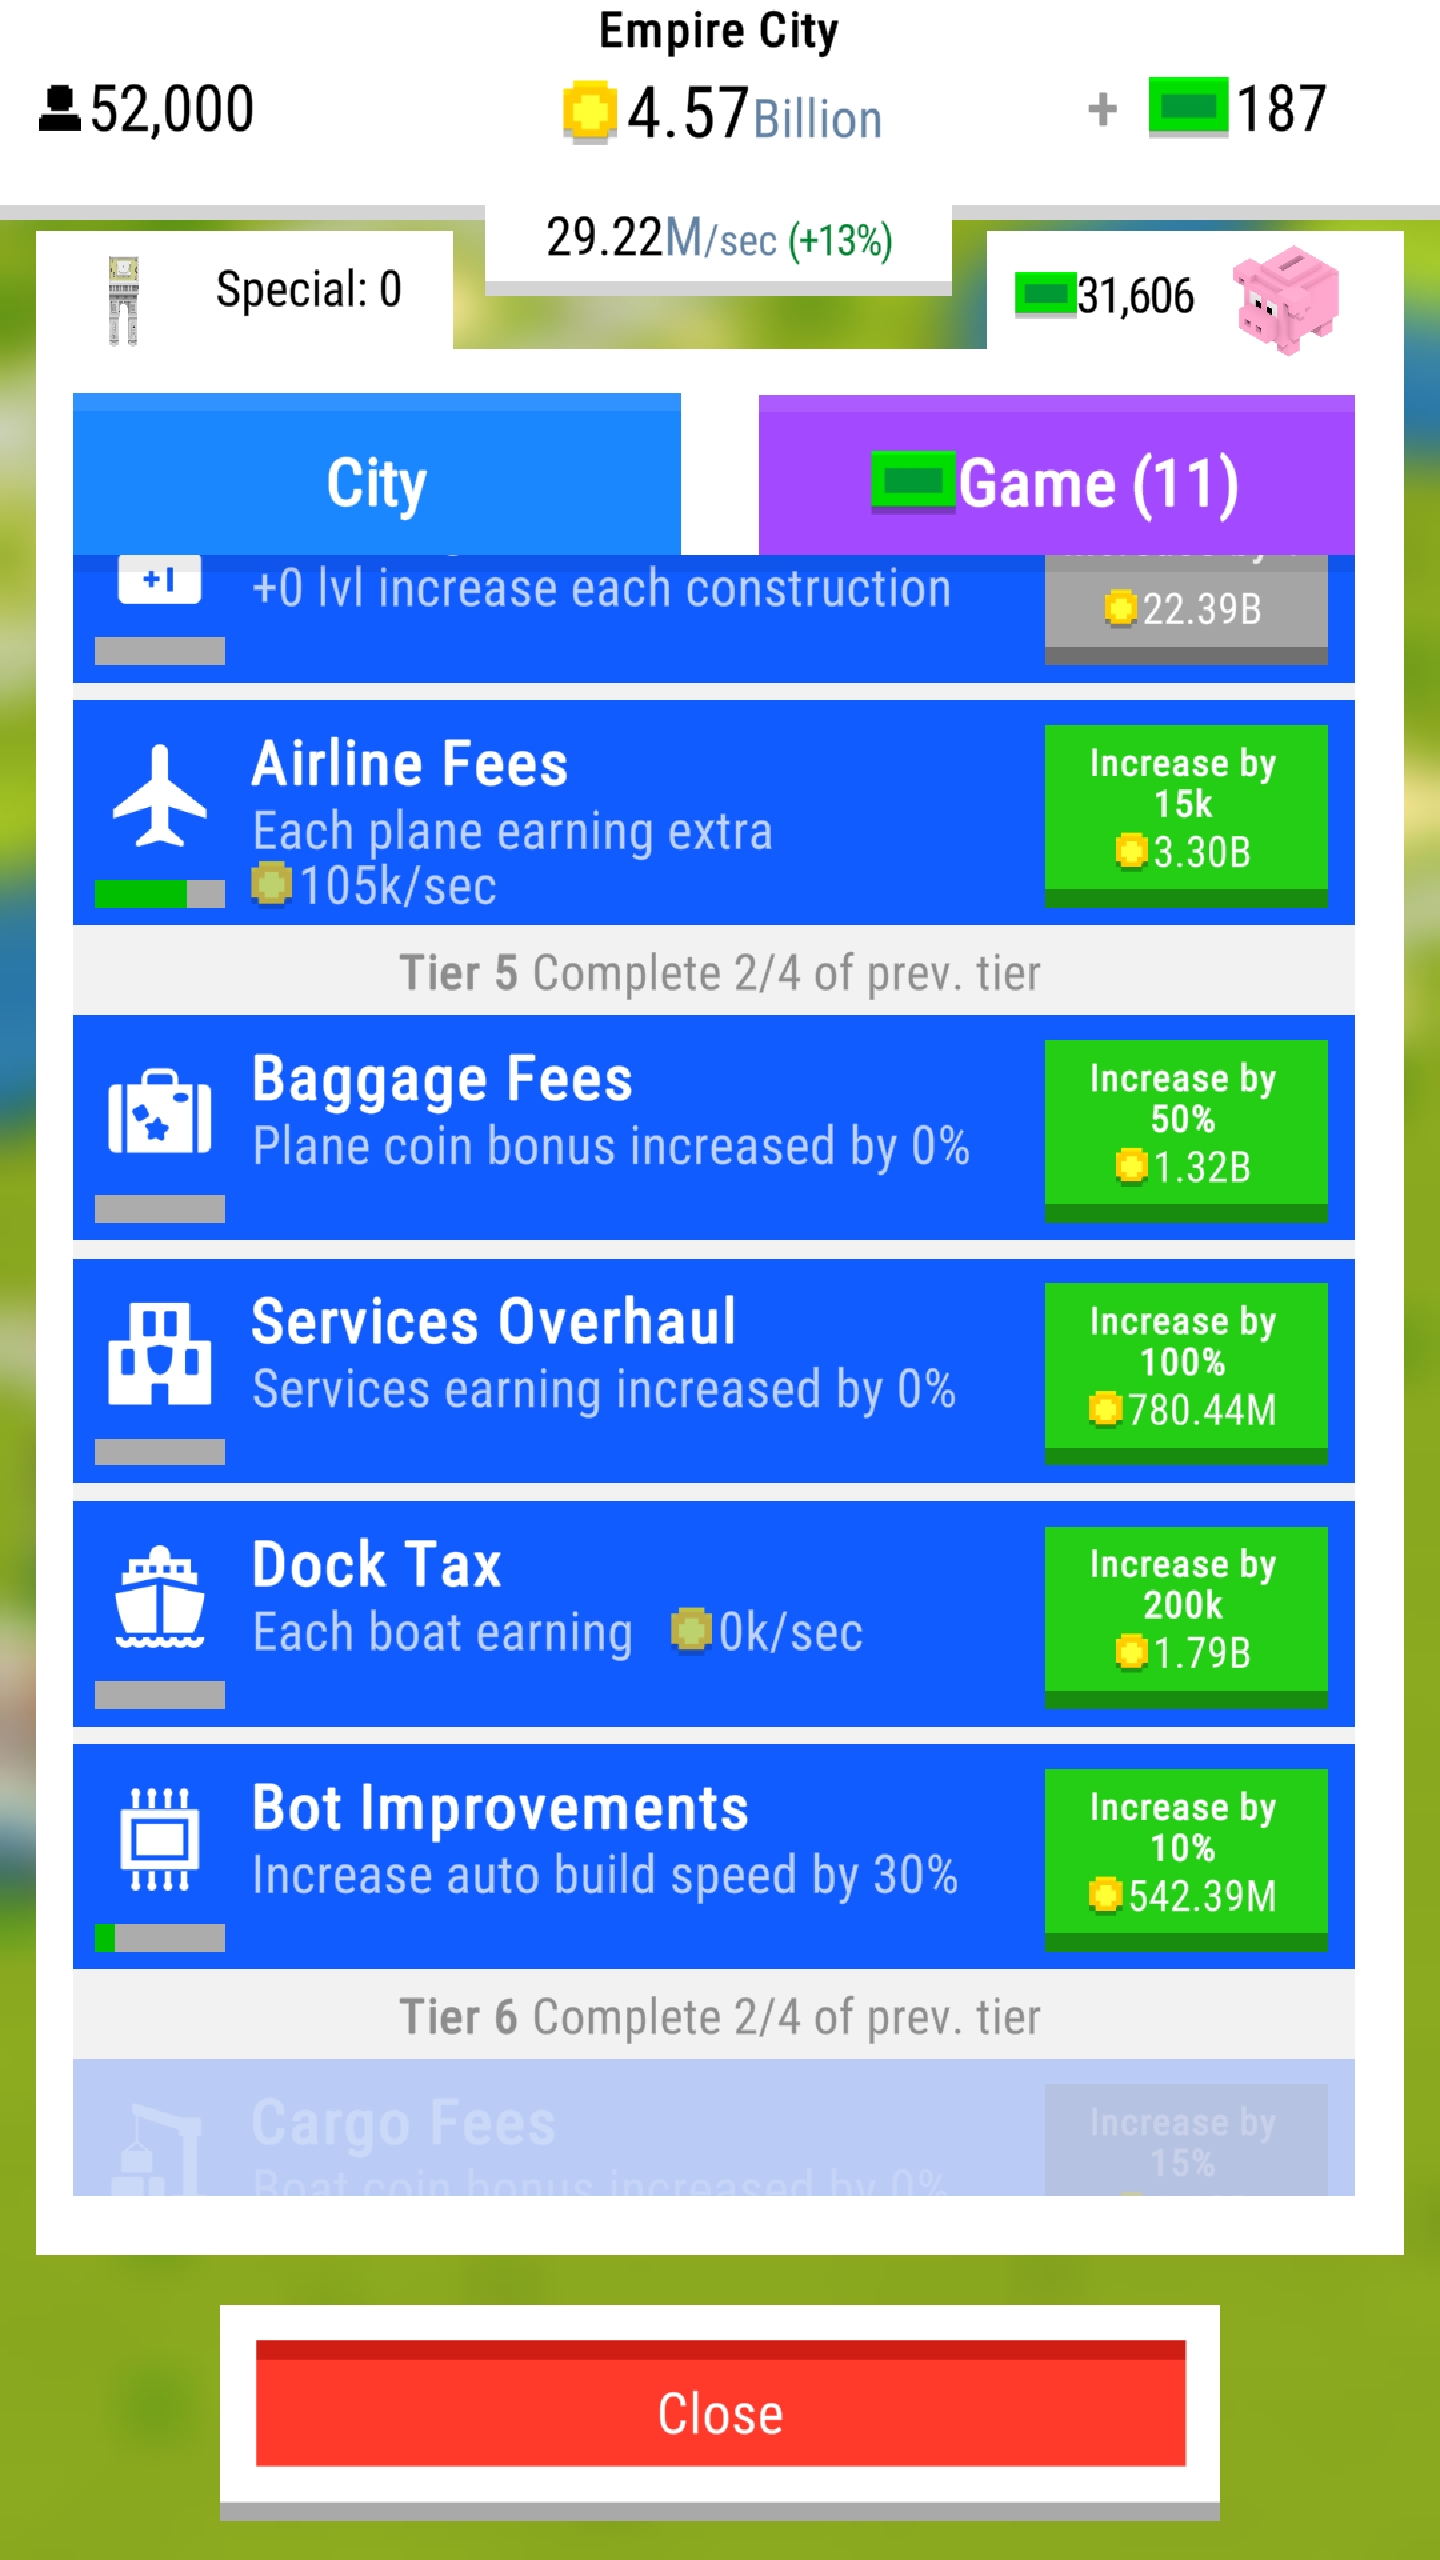 Empire City
52,000
4.57Billion
+ 187
29.22M/sec (+13%)
Special: 0
31,606
City
Game (11)
+1
+0 lvl increase each construction
22.39B
Airline Fees
Each plane earning extra
105k/sec
Increase by
15k
3.30B
Tier 5 Complete 2/4 of prev. tier
Baggage Fees
Plane coin bonus increased by 0%
Increase by
50%
1.32B
Services Overhaul
Services earning increased by 0%
Increase by
100%
780.44M
Dock Tax
Each boat earning 0k/sec
Increase by
200k
1.79B
Bot Improvements
Increase auto build speed by 30%
Increase by
10%
542.39M
Tier 6 Complete 2/4 of prev. tier
Cargo Fees
Boat coin bonus increased by 0%
Increase by
15%
Close